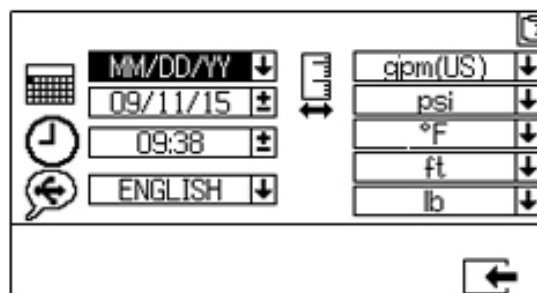 MM/DD/YY
09/11/15
09:38
ENGLISH
gpm(US)
psi
°F
ft
lb